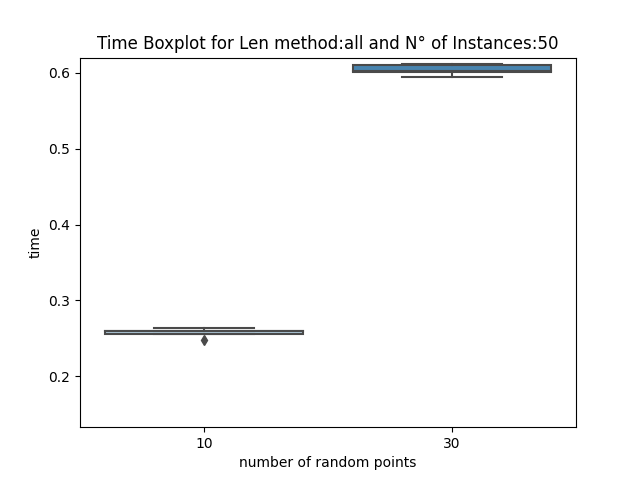 Time Boxplot for Len method:all and N° of Instances:50
0.6
0.5
0.4
0.3
0.2
time
10 30
number of random points